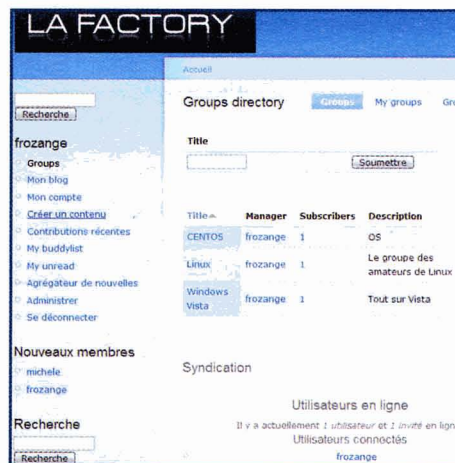 LA FACTORY
Accueil
Recherche
frozange
Groups
Mon blog
Mon compte
Créer un contenu
Contributions récentes
My buddylist
My unread
Agrégateur de nouvelles
Administrer
Se déconnecter
Nouveaux membres
michele
frozange
Recherche
Recherche
Groups directory
Groups My groups
Title
Soumettre
Title Manager Subscribers Description
CENTOS frozange 1 OS
Linux frozange 1 Le groupe des
amateurs de Linux
Windows
Vista frozange 1 Tout sur Vista
Syndication
Utilisateurs en ligne
Il y a actuellement 1 utilisateur et 1 invité en lign
Utilisateurs connectés
frozange